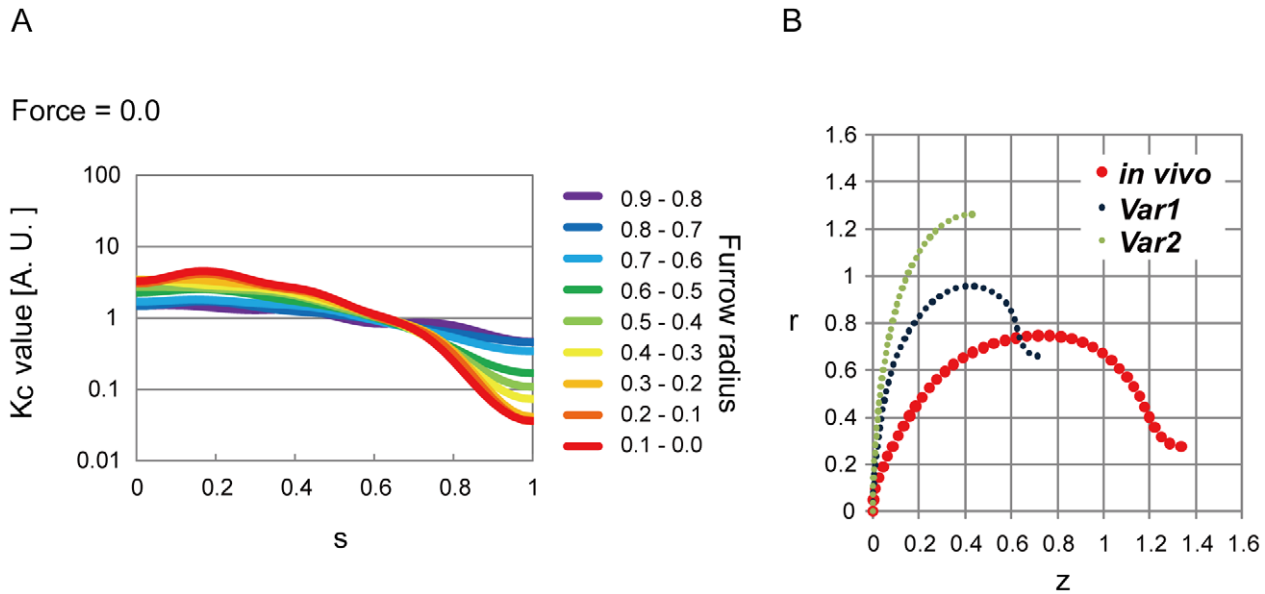 A
Force = 0.0
Kc value [A. U. ]
100
10
1
0.1
0.01
0
0.2
0.4
0.6
0.8
1
s
0.9 - 0.8
0.8 - 0.7
0.7 - 0.6
0.6 - 0.5
0.5 - 0.4
0.4 - 0.3
0.3 - 0.2
0.2 - 0.1
0.1 - 0.0
Furrow radius
B
r
1.6
1.4
1.2
1
0.8
0.6
0.4
0.2
0
0
0.2
0.4
0.6
0.8
1
1.2
1.4
1.6
z
in vivo
Var1
Var2